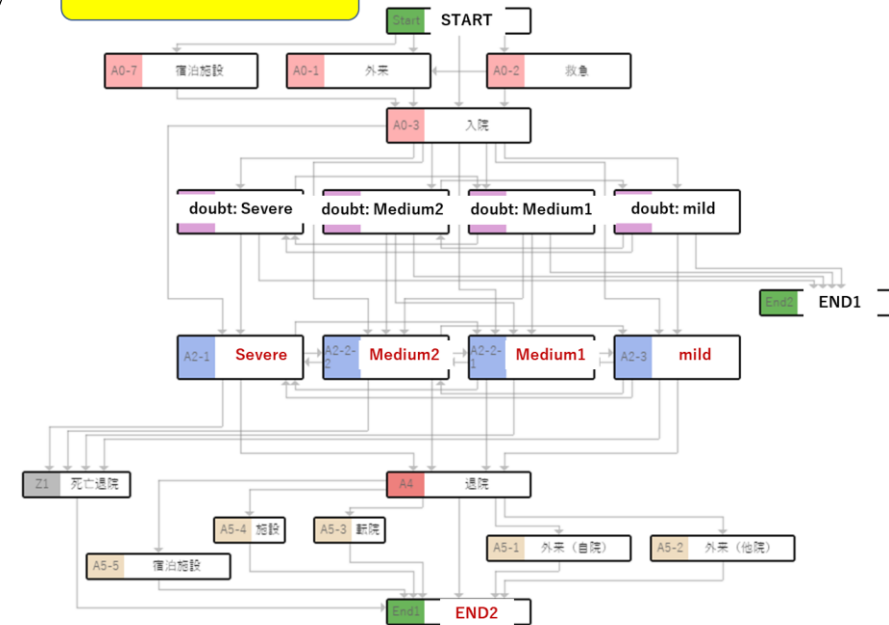 Start START
A0-7 宿泊施設
A0-1 外来
A0-2 救急
A0-3 入院
doubt: Severe
doubt: Medium2
doubt: Medium1
doubt: mild
End2 END1
A2-1 Severe
A2-2-2 Medium2
A2-2-1 Medium1
A2-3 mild
Z1 死亡退院
A4 退院
A5-4 施設
A5-3 転院
A5-1 外来（自院）
A5-2 外来（他院）
A5-5 宿泊施設
End1 END2